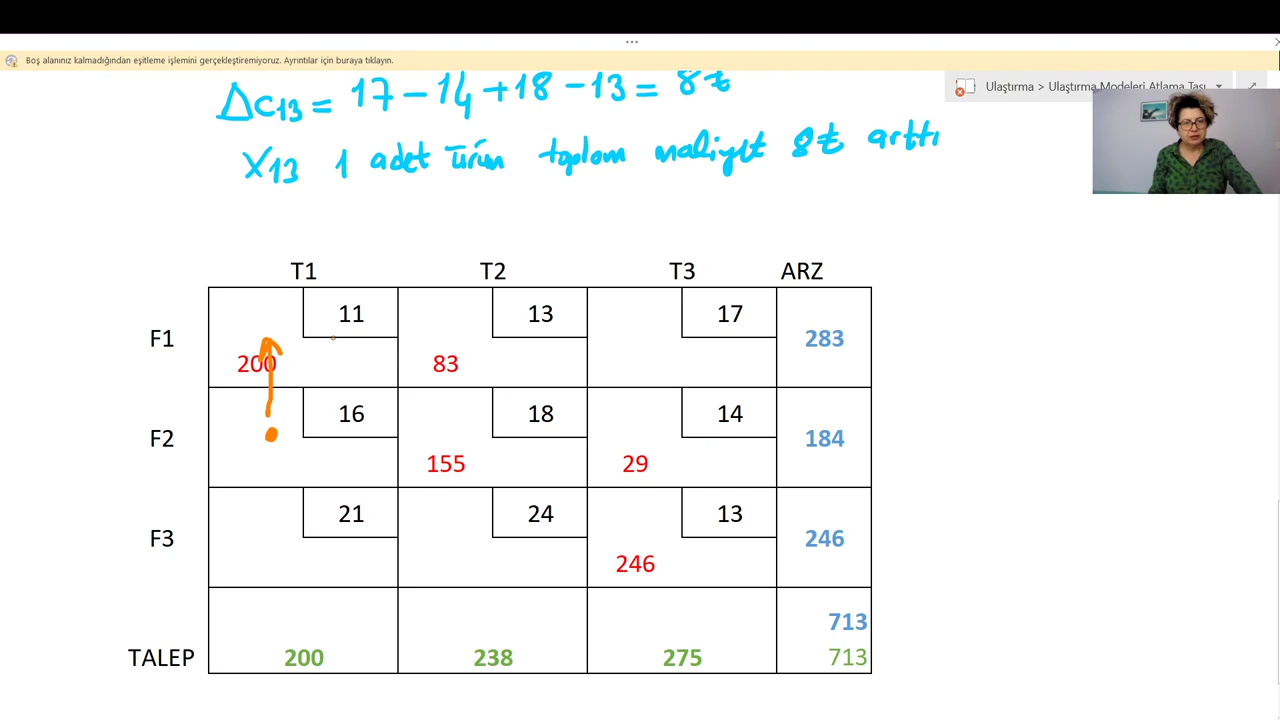 Boş alanınız kalmadığından eşitleme işlemini gerçekleştiremiyoruz. Ayrıntılar için buraya tıklayın.
Ulaştırma > Ulaştırma Modeleri Atlama Taşı
ΔC13 = 17 - 14 + 18 - 13 = 8₺
X13 1 adet ürün toplam maliyet 8₺ arttı
T1 T2 T3 ARZ
11 13 17
F1 283
200 83
16 18 14
F2 184
155 29
21 24 13
F3 246
246
713
TALEP 200 238 275 713